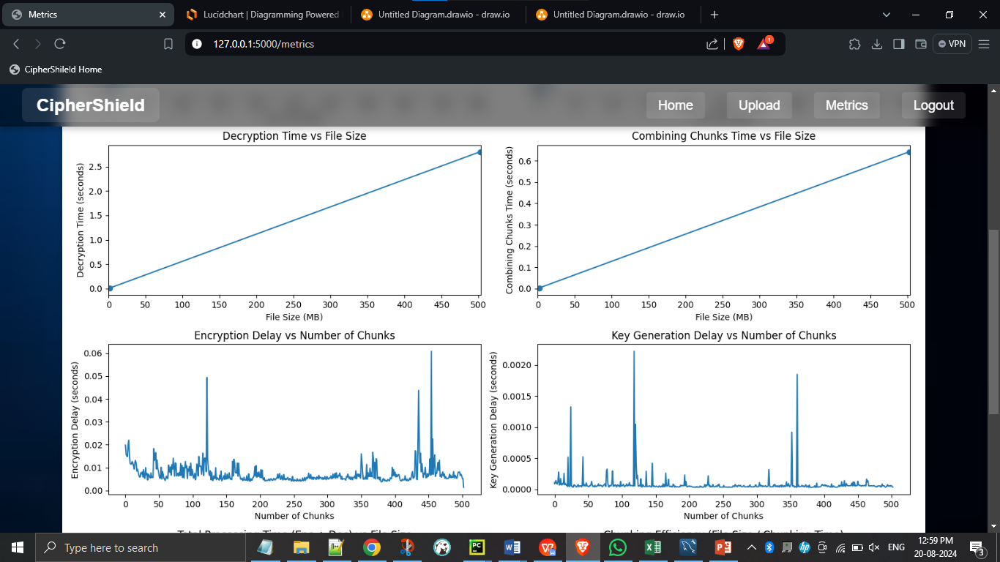 Metrics
Lucidchart | Diagramming Powered
Untitled Diagram.drawio - draw.io
Untitled Diagram.drawio - draw.io
127.0.0.1:5000/metrics
1
VPN
CipherShileld Home
CipherShield
Home
Upload
Metrics
Logout
Decryption Time vs File Size
Decryption Time (seconds)
2.5
2.0
1.5
1.0
0.5
0.0
0 50 100 150 200 250 300 350 400 450 500
File Size (MB)
Combining Chunks Time vs File Size
Combining Chunks Time (seconds)
0.6
0.5
0.4
0.3
0.2
0.1
0.0
0 50 100 150 200 250 300 350 400 450 500
File Size (MB)
Encryption Delay vs Number of Chunks
Encryption Delay (seconds)
0.06
0.05
0.04
0.03
0.02
0.01
0.00
0 50 100 150 200 250 300 350 400 450 500
Number of Chunks
Key Generation Delay vs Number of Chunks
Key Generation Delay (seconds)
0.0020
0.0015
0.0010
0.0005
0.0000
0 50 100 150 200 250 300 350 400 450 500
Number of Chunks
Type here to search
PC
ENG
12:59 PM
20-08-2024
3